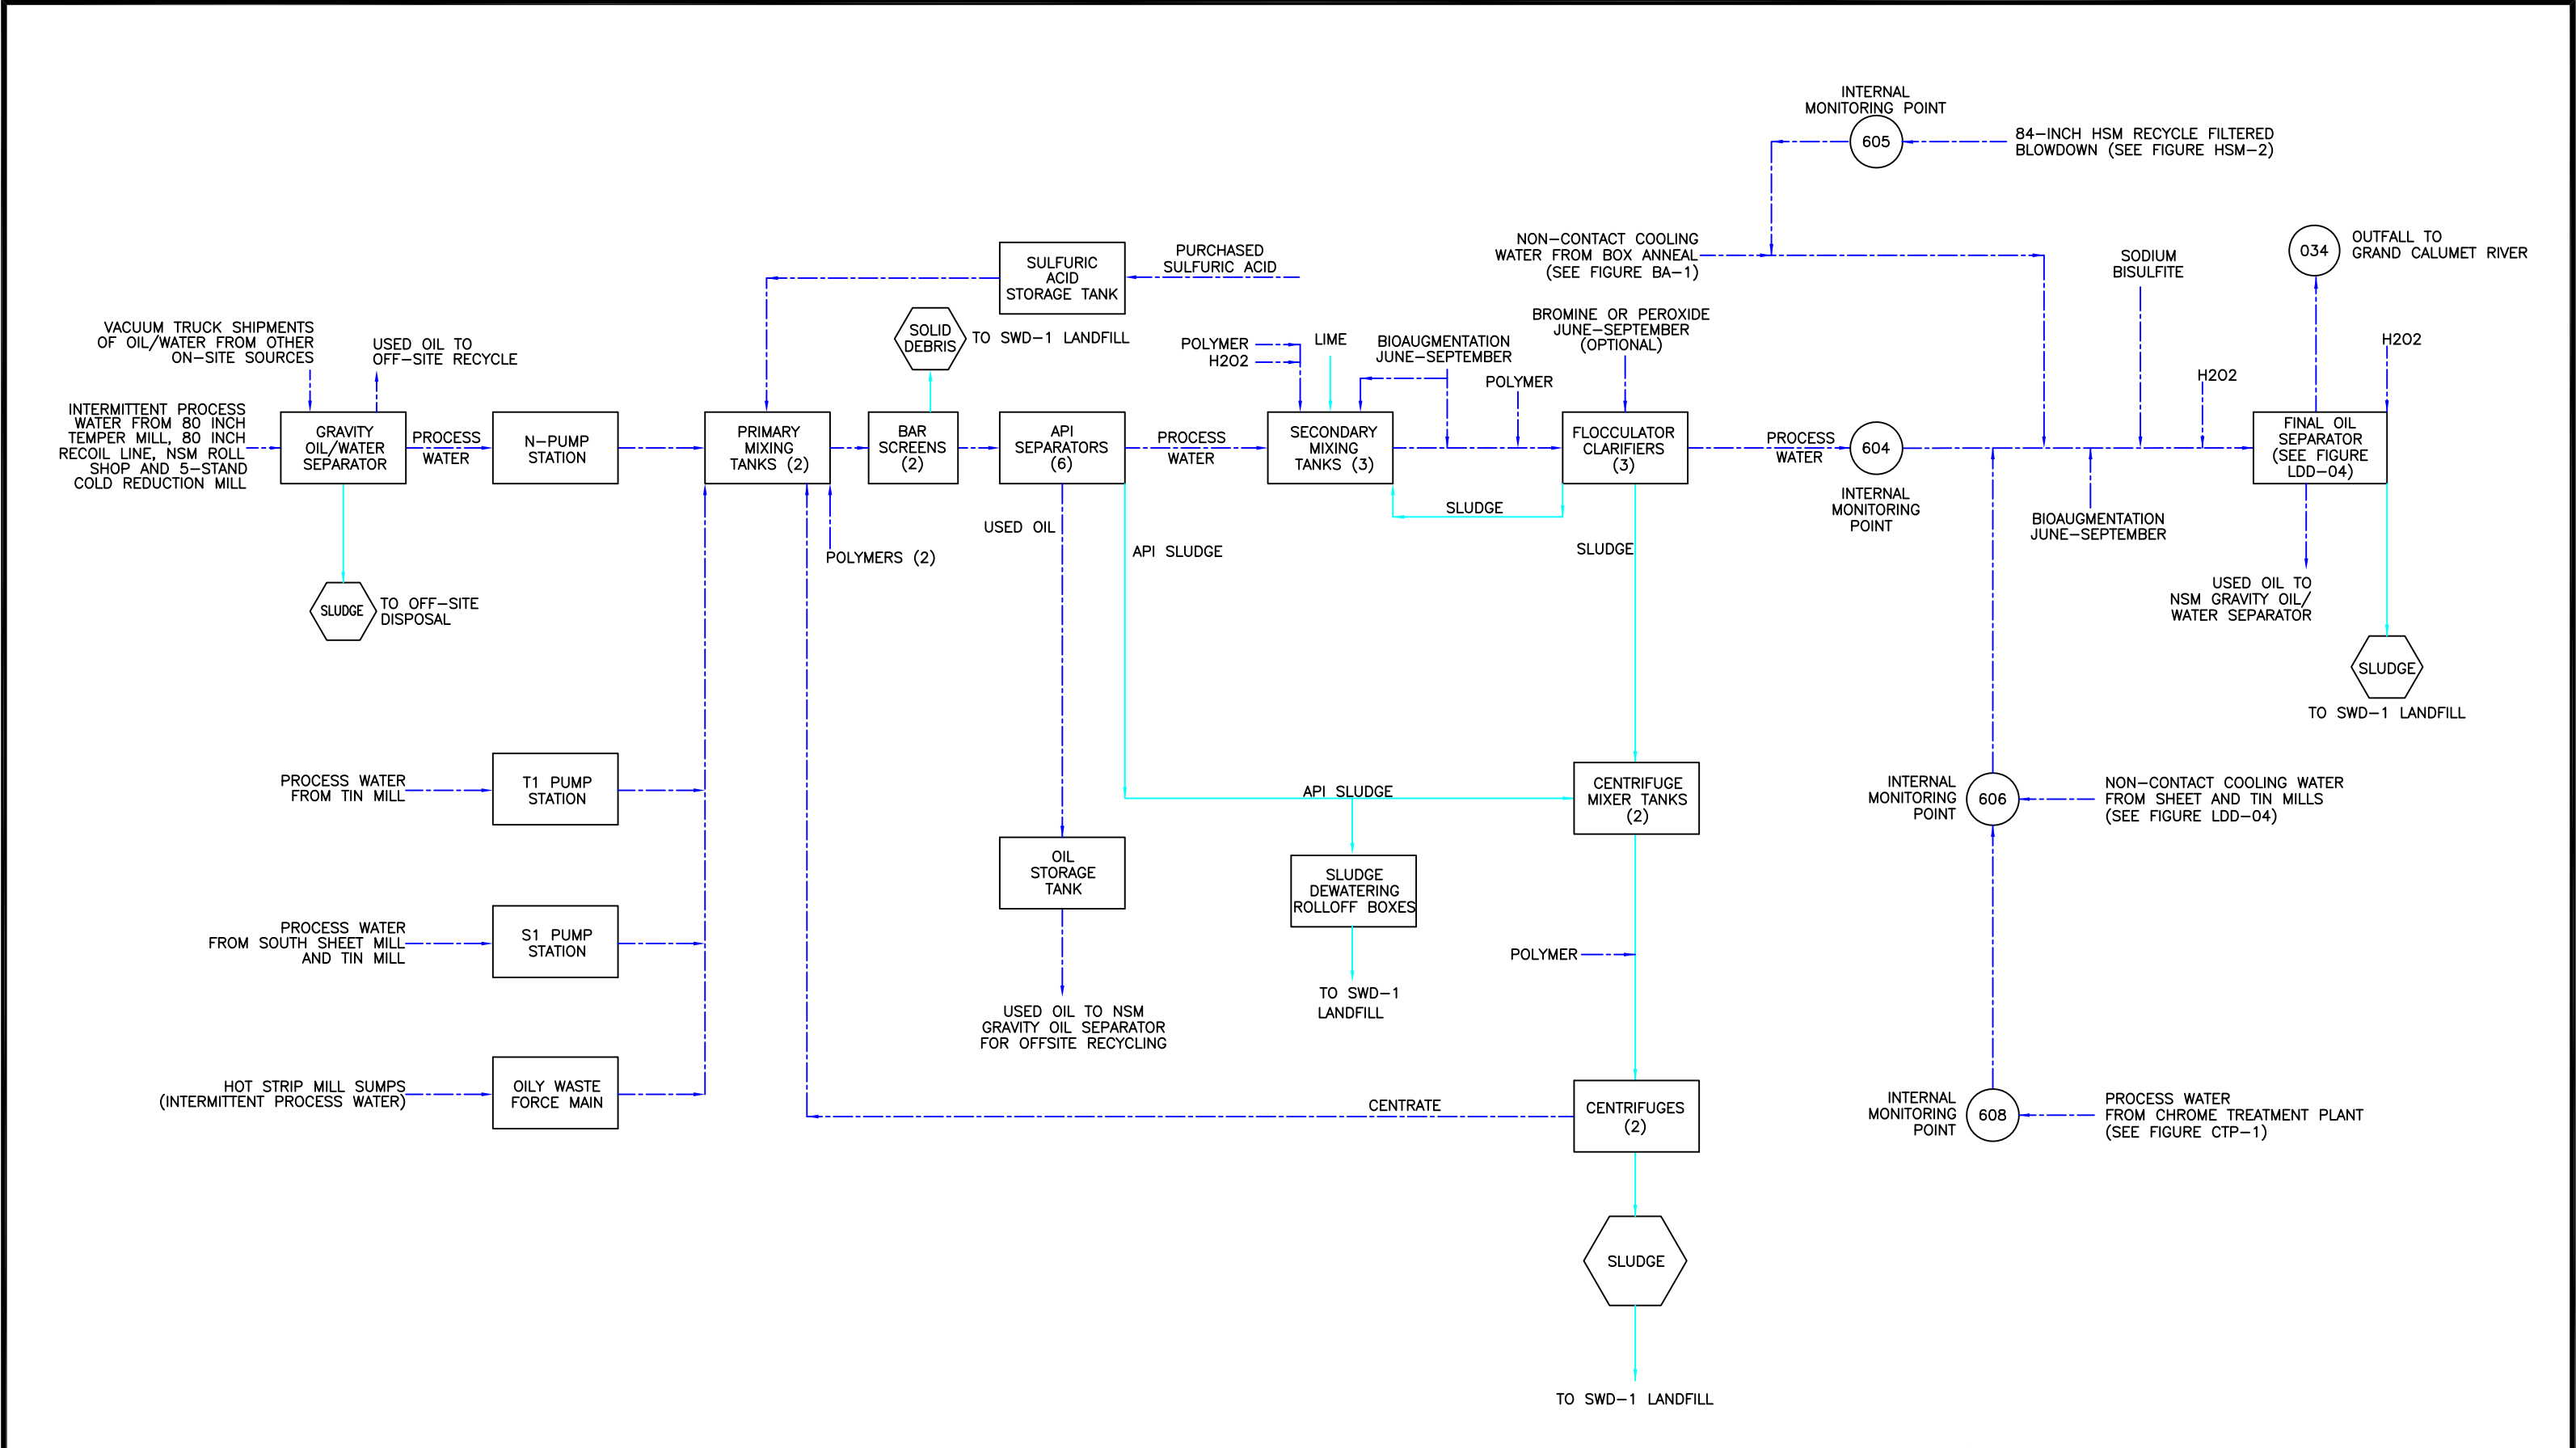 INTERNAL
MONITORING POINT
605
84-INCH HSM RECYCLE FILTERED
BLOWDOWN (SEE FIGURE HSM-2)
NON-CONTACT COOLING
WATER FROM BOX ANNEAL
(SEE FIGURE BA-1)
SODIUM
BISULFITE
034
OUTFALL TO
GRAND CALUMET RIVER
SULFURIC
ACID
STORAGE TANK
PURCHASED
SULFURIC ACID
VACUUM TRUCK SHIPMENTS
OF OIL/WATER FROM OTHER
ON-SITE SOURCES
USED OIL TO
OFF-SITE RECYCLE
SOLID
DEBRIS
TO SWD-1 LANDFILL
POLYMER
H2O2
LIME
BIOAUGMENTATION
JUNE-SEPTEMBER
POLYMER
BROMINE OR PEROXIDE
JUNE-SEPTEMBER
(OPTIONAL)
H2O2
H2O2
INTERMITTENT PROCESS
WATER FROM 80 INCH
TEMPER MILL, 80 INCH
RECOIL LINE, NSM ROLL
SHOP AND 5-STAND
COLD REDUCTION MILL
GRAVITY
OIL/WATER
SEPARATOR
PROCESS
WATER
N-PUMP
STATION
PRIMARY
MIXING
TANKS (2)
BAR
SCREENS
(2)
API
SEPARATORS
(6)
PROCESS
WATER
SECONDARY
MIXING
TANKS (3)
FLOCCULATOR
CLARIFIERS
(3)
PROCESS
WATER
604
INTERNAL
MONITORING
POINT
FINAL OIL
SEPARATOR
(SEE FIGURE
LDD-04)
SLUDGE
BIOAUGMENTATION
JUNE-SEPTEMBER
USED OIL
API SLUDGE
SLUDGE
POLYMERS (2)
SLUDGE
TO OFF-SITE
DISPOSAL
USED OIL TO
NSM GRAVITY OIL/
WATER SEPARATOR
SLUDGE
TO SWD-1 LANDFILL
PROCESS WATER
FROM TIN MILL
T1 PUMP
STATION
API SLUDGE
CENTRIFUGE
MIXER TANKS
(2)
INTERNAL
MONITORING
POINT
606
NON-CONTACT COOLING WATER
FROM SHEET AND TIN MILLS
(SEE FIGURE LDD-04)
OIL
STORAGE
TANK
SLUDGE
DEWATERING
ROLLOFF BOXES
PROCESS WATER
FROM SOUTH SHEET MILL
AND TIN MILL
S1 PUMP
STATION
POLYMER
TO SWD-1
LANDFILL
USED OIL TO NSM
GRAVITY OIL SEPARATOR
FOR OFFSITE RECYCLING
HOT STRIP MILL SUMPS
(INTERMITTENT PROCESS WATER)
OILY WASTE
FORCE MAIN
CENTRATE
CENTRIFUGES
(2)
INTERNAL
MONITORING
POINT
608
PROCESS WATER
FROM CHROME TREATMENT PLANT
(SEE FIGURE CTP-1)
SLUDGE
TO SWD-1 LANDFILL